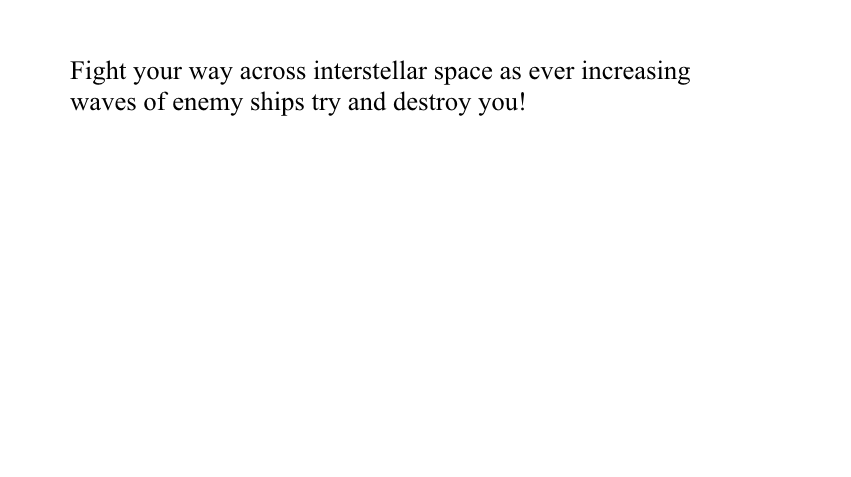 Fight your way across interstellar space as ever increasing
waves of enemy ships try and destroy you!